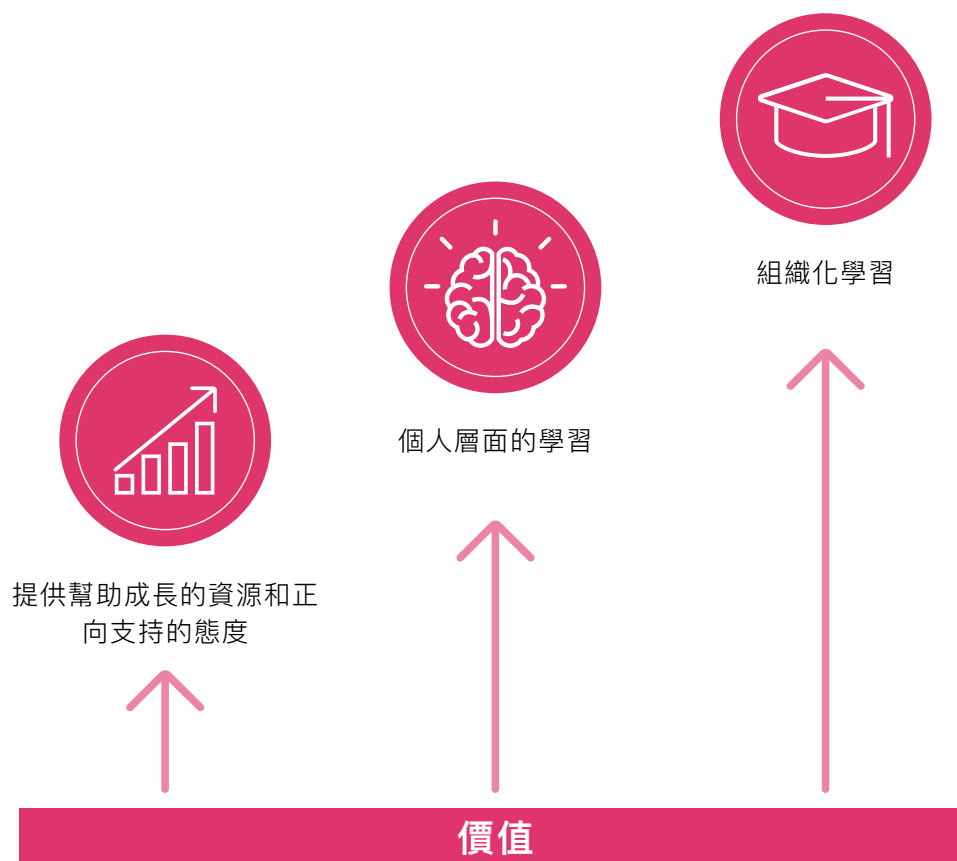 組織化學習
個人層面的學習
提供幫助成長的資源和正
向支持的態度
價值